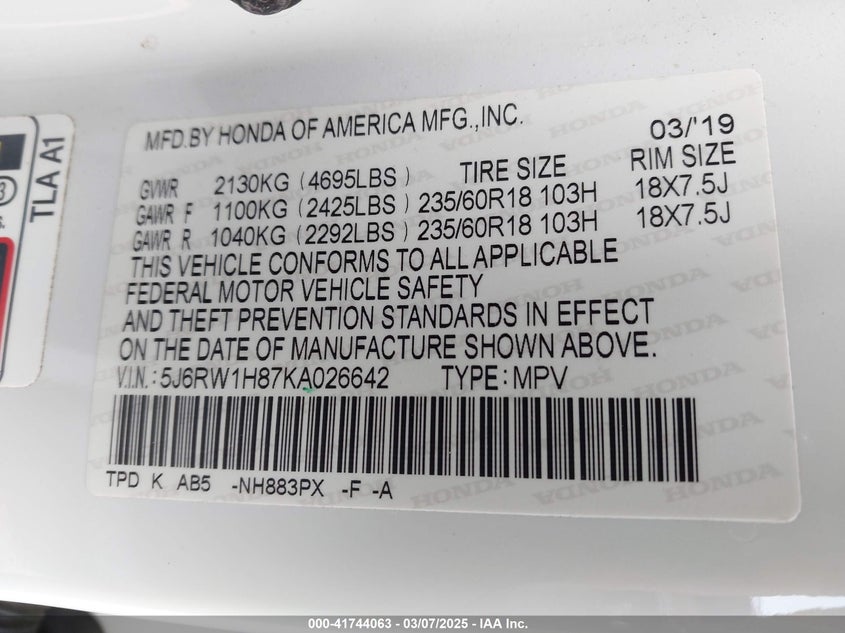 MFD.BY HONDA OF AMERICA MFG.,INC. 03/'19
TIRE SIZE RIM SIZE
GVWR 2130KG (4695LBS)
GAWR F 1100KG (2425LBS) 235/60R18 103H 18X7.5J
GAWR R 1040KG (2292LBS) 235/60R18 103H 18X7.5J
THIS VEHICLE CONFORMS TO ALL APPLICABLE
FEDERAL MOTOR VEHICLE SAFETY
AND THEFT PREVENTION STANDARDS IN EFFECT
ON THE DATE OF MANUFACTURE SHOWN ABOVE.
V.I.N.: 5J6RW1H87KA026642 TYPE: MPV
TPD K AB5 -NH883PX -F -A
TLA A1
000-41744063 - 03/07/2025 - IAA Inc.